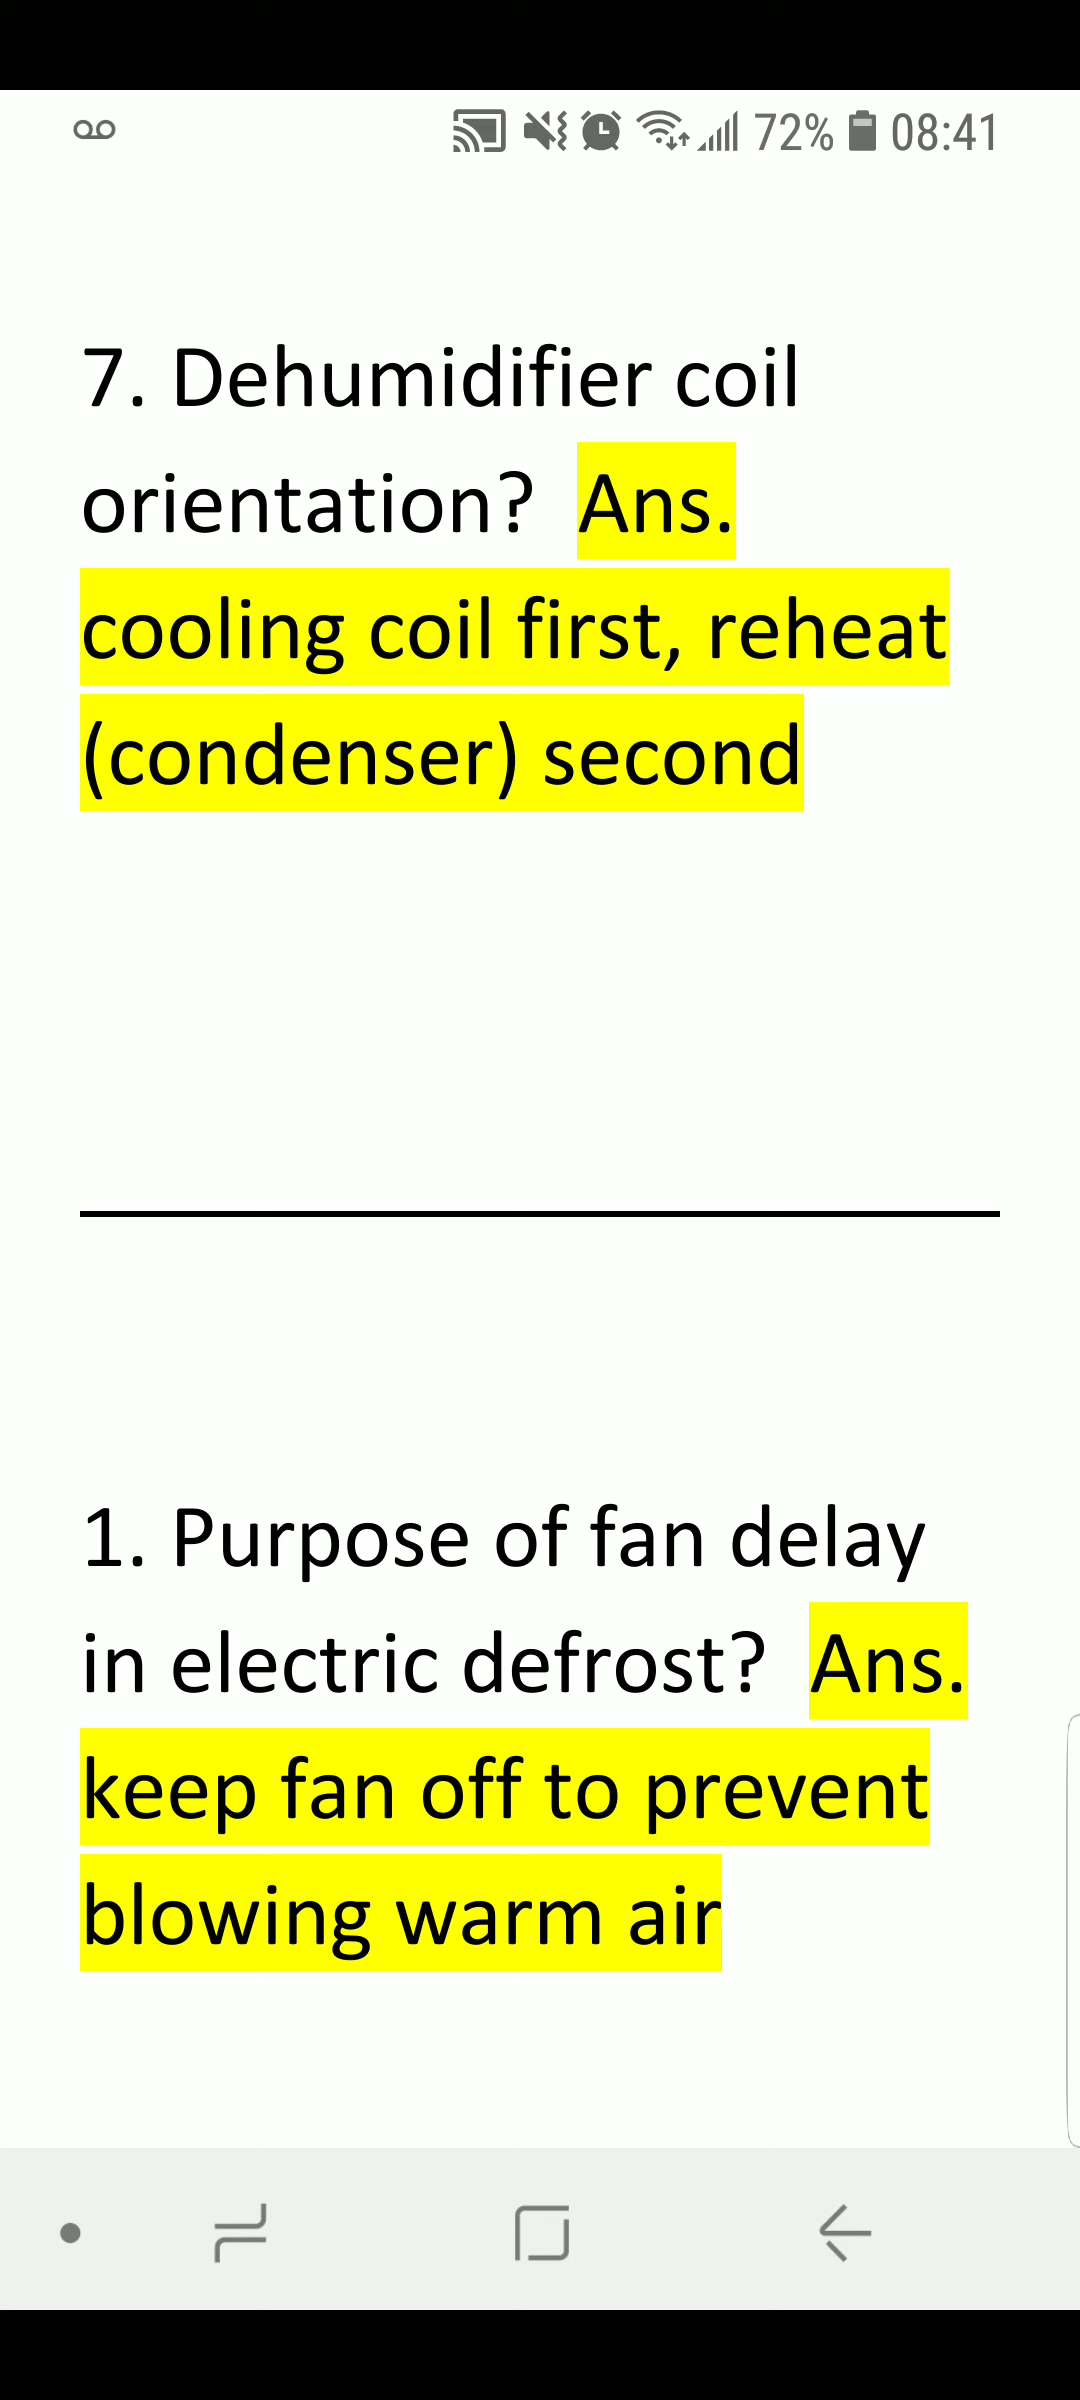 72% 08:41
7. Dehumidifier coil
orientation? Ans.
cooling coil first, reheat
(condenser) second
1. Purpose of fan delay
in electric defrost? Ans.
keep fan off to prevent
blowing warm air